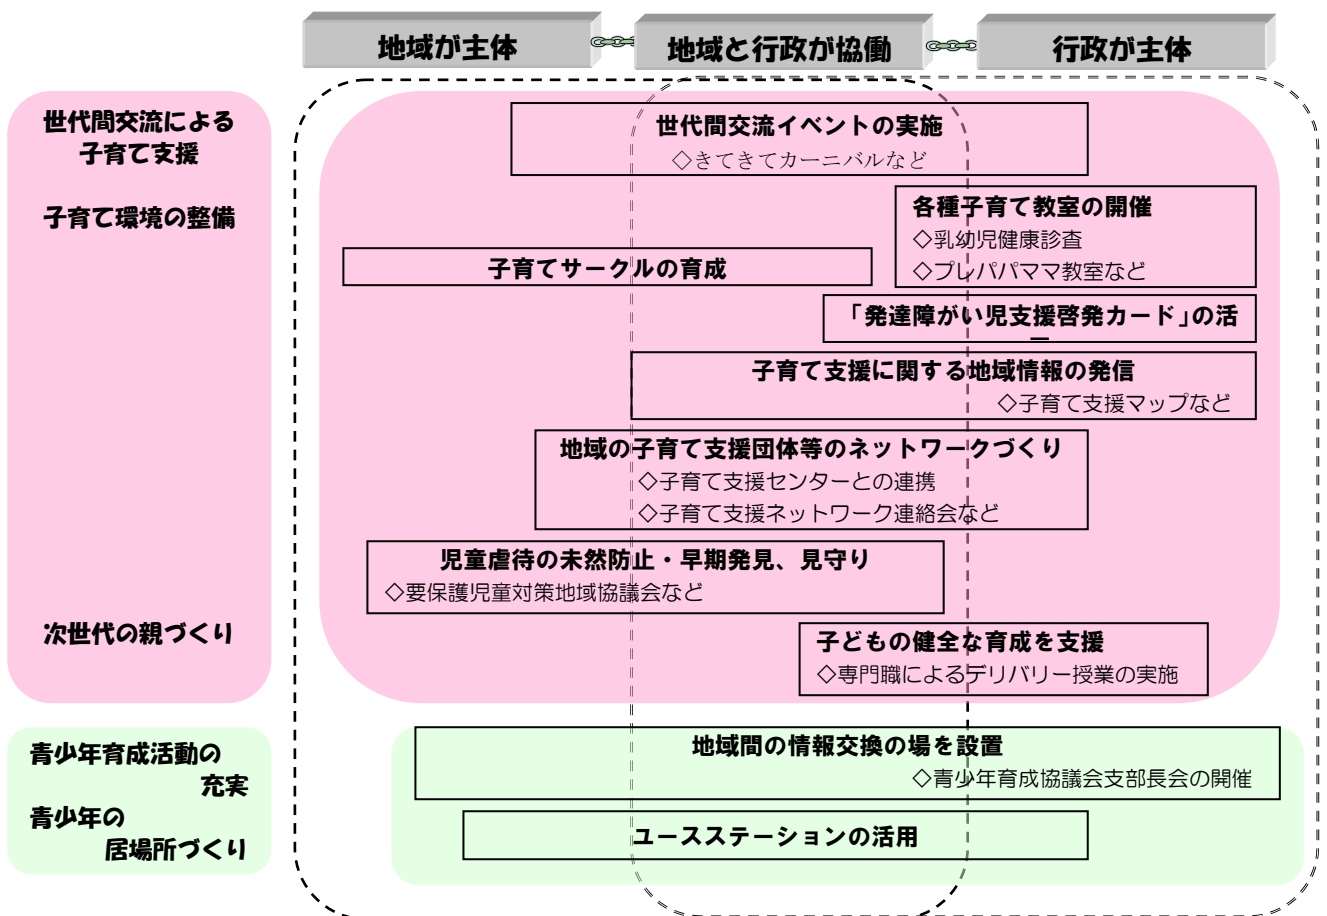 地域が主体
地域と行政が協働
行政が主体
世代間交流による
子育て支援
世代間交流イベントの実施
◇きてきてカーニバルなど
子育て環境の整備
各種子育て教室の開催
◇乳幼児健康診査
◇プレパパママ教室など
子育てサークルの育成
「発達障がい児支援啓発カード」の活
子育て支援に関する地域情報の発信
◇子育て支援マップなど
地域の子育て支援団体等のネットワークづくり
◇子育て支援センターとの連携
◇子育て支援ネットワーク連絡会など
児童虐待の未然防止・早期発見、見守り
◇要保護児童対策地域協議会など
次世代の親づくり
子どもの健全な育成を支援
◇専門職によるデリバリー授業の実施
青少年育成活動の
充実
地域間の情報交換の場を設置
◇青少年育成協議会支部長会の開催
青少年の
居場所づくり
ユースステーションの活用